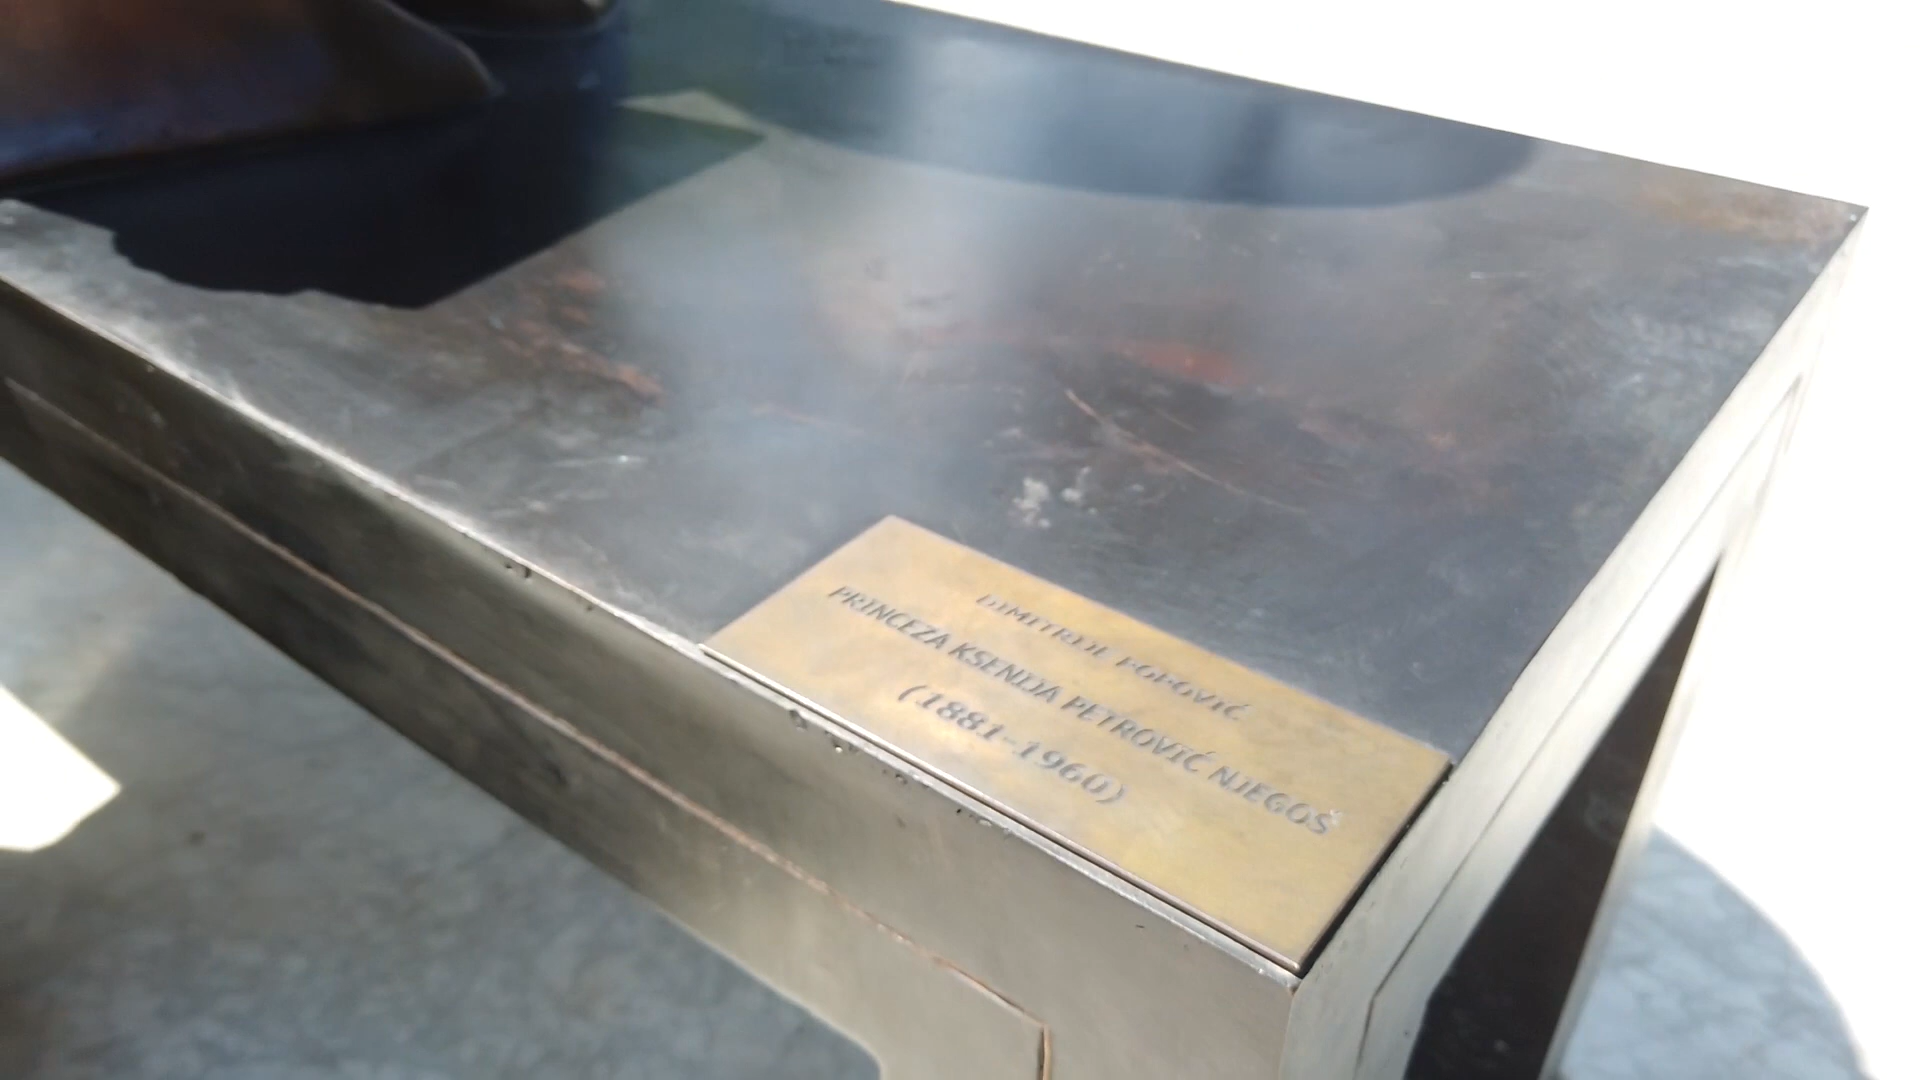 DIMITRIJE POPOVIĆ
PRINCEZA KSENIJA PETROVIĆ NJEGOŠ
(1881-1960)